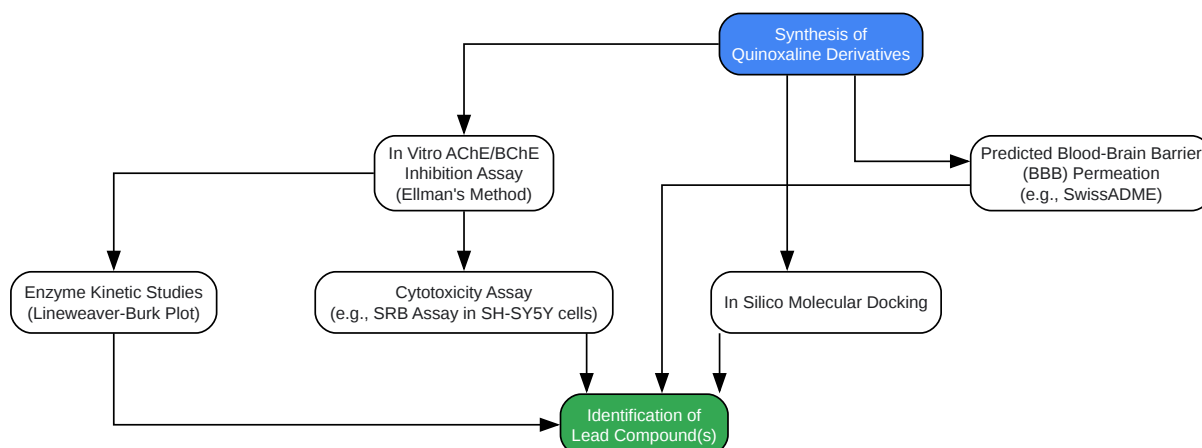 Synthesis of
Quinoxaline Derivatives
In Vitro AChE/BChE
Inhibition Assay
(Ellman's Method)
Predicted Blood-Brain Barrier
(BBB) Permeation
(e.g., SwissADME)
Enzyme Kinetic Studies
(Lineweaver-Burk Plot)
Cytotoxicity Assay
(e.g., SRB Assay in SH-SY5Y cells)
In Silico Molecular Docking
Identification of
Lead Compound(s)